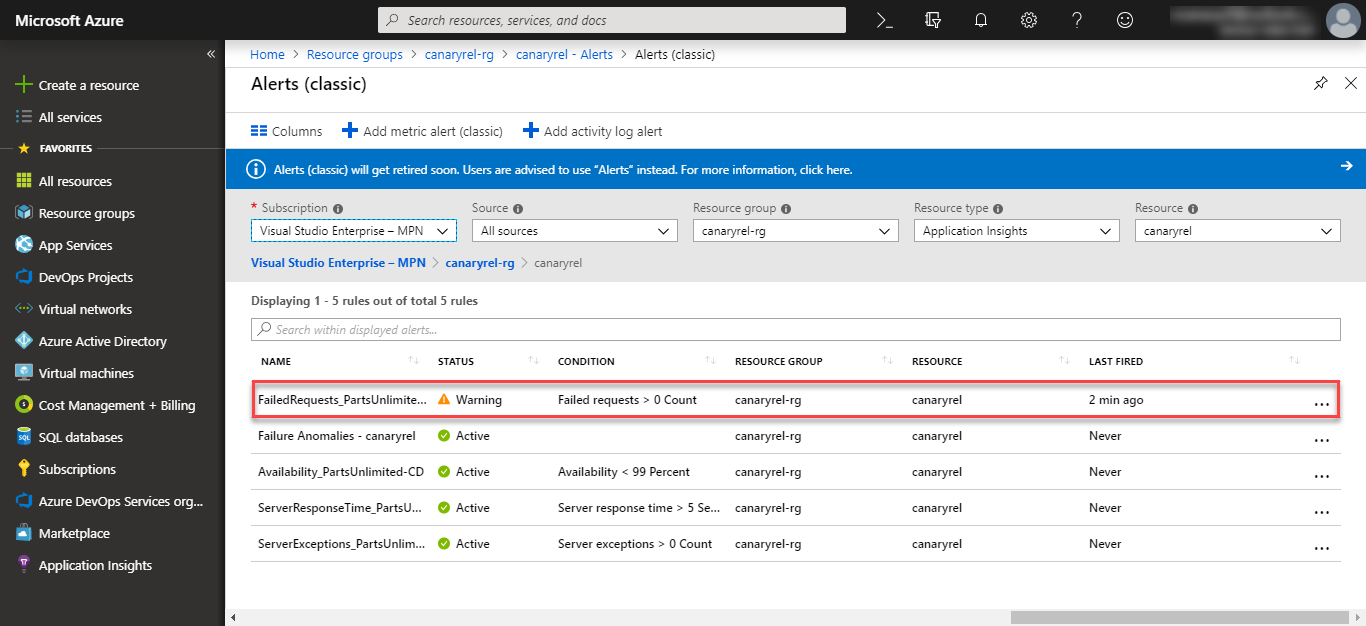 Microsoft Azure
Search resources, services, and docs
Home > Resource groups > canaryrel-rg > canaryrel - Alerts > Alerts (classic)
Alerts (classic)
Create a resource
All services
FAVORITES
All resources
Resource groups
App Services
DevOps Projects
Virtual networks
Azure Active Directory
Virtual machines
Cost Management + Billing
SQL databases
Subscriptions
Azure DevOps Services org...
Marketplace
Application Insights
Columns Add metric alert (classic) Add activity log alert
Alerts (classic) will get retired soon. Users are advised to use “Alerts” instead. For more information, click here.
* Subscription Source Resource group Resource type Resource
Visual Studio Enterprise – MPN All sources canaryrel-rg Application Insights canaryrel
Visual Studio Enterprise – MPN > canaryrel-rg > canaryrel
Displaying 1 - 5 rules out of total 5 rules
Search within displayed alerts...
NAME STATUS CONDITION RESOURCE GROUP RESOURCE LAST FIRED
FailedRequests_PartsUnlimite... Warning Failed requests > 0 Count canaryrel-rg canaryrel 2 min ago ...
Failure Anomalies - canaryrel Active canaryrel-rg canaryrel Never ...
Availability_PartsUnlimited-CD Active Availability < 99 Percent canaryrel-rg canaryrel Never ...
ServerResponseTime_PartsU... Active Server response time > 5 Se... canaryrel-rg canaryrel Never ...
ServerExceptions_PartsUnlim... Active Server exceptions > 0 Count canaryrel-rg canaryrel Never ...